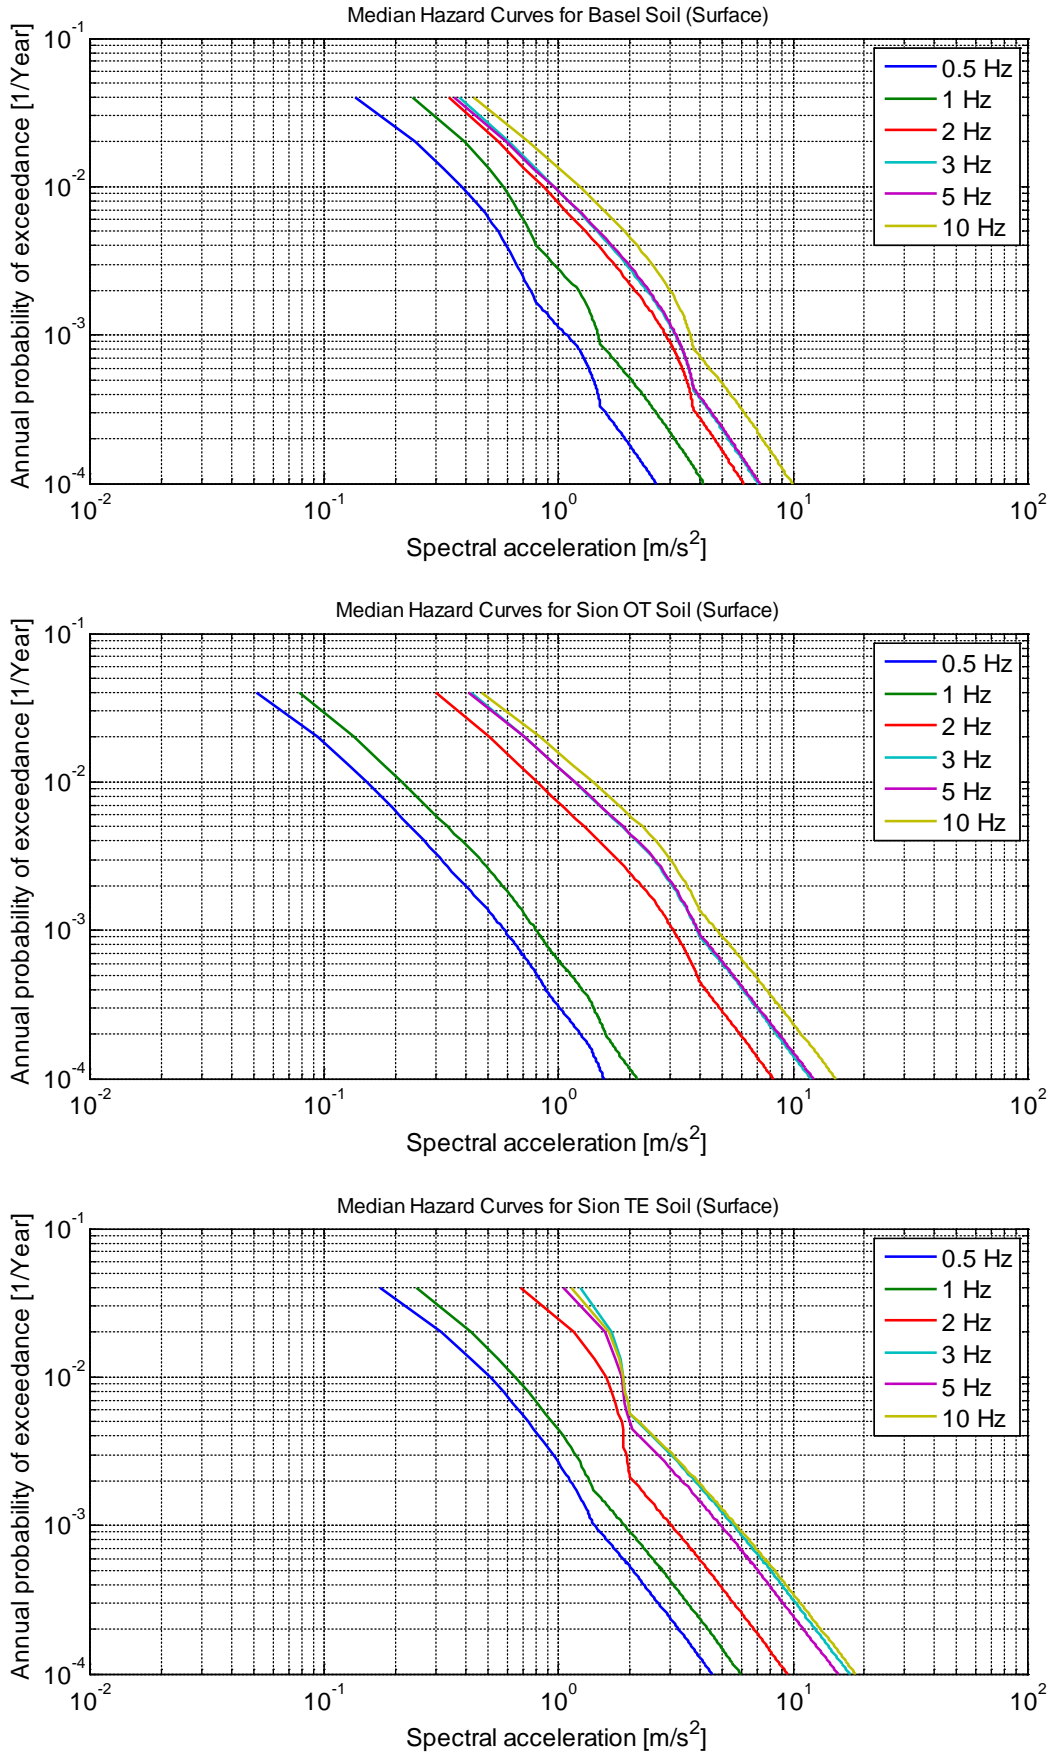 Median Hazard Curves for Basel Soil (Surface)
Annual probability of exceedance [1/Year]
10^-1
10^-2
10^-3
10^-4
0.5 Hz
1 Hz
2 Hz
3 Hz
5 Hz
10 Hz
10^-2 10^-1 10^0 10^1 10^2
Spectral acceleration [m/s^2]
Median Hazard Curves for Sion OT Soil (Surface)
Annual probability of exceedance [1/Year]
10^-1
10^-2
10^-3
10^-4
0.5 Hz
1 Hz
2 Hz
3 Hz
5 Hz
10 Hz
10^-2 10^-1 10^0 10^1 10^2
Spectral acceleration [m/s^2]
Median Hazard Curves for Sion TE Soil (Surface)
Annual probability of exceedance [1/Year]
10^-1
10^-2
10^-3
10^-4
0.5 Hz
1 Hz
2 Hz
3 Hz
5 Hz
10 Hz
10^-2 10^-1 10^0 10^1 10^2
Spectral acceleration [m/s^2]